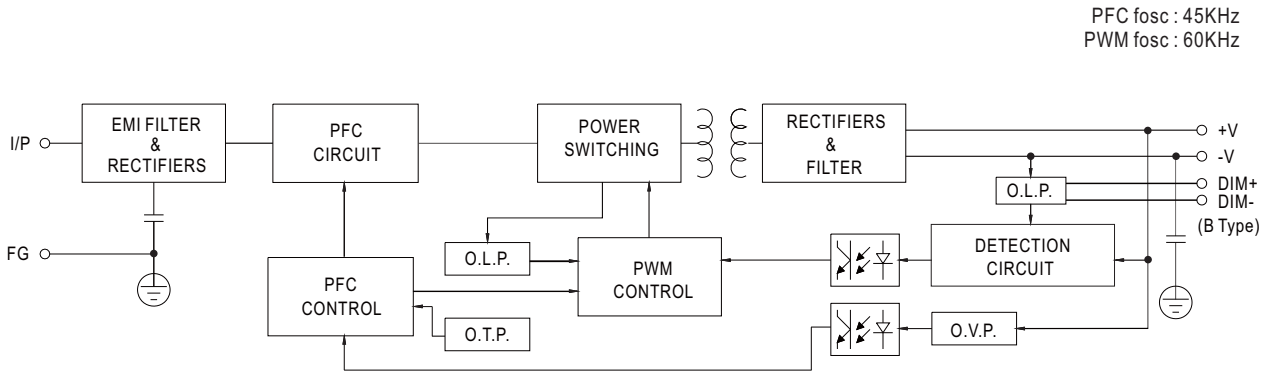 PFC fosc : 45KHz
PWM fosc : 60KHz
I/P
EMI FILTER
&
RECTIFIERS
PFC
CIRCUIT
POWER
SWITCHING
RECTIFIERS
&
FILTER
+V
-V
DIM+
DIM-
(B Type)
O.L.P.
FG
O.L.P.
PFC
CONTROL
PWM
CONTROL
DETECTION
CIRCUIT
O.T.P.
O.V.P.